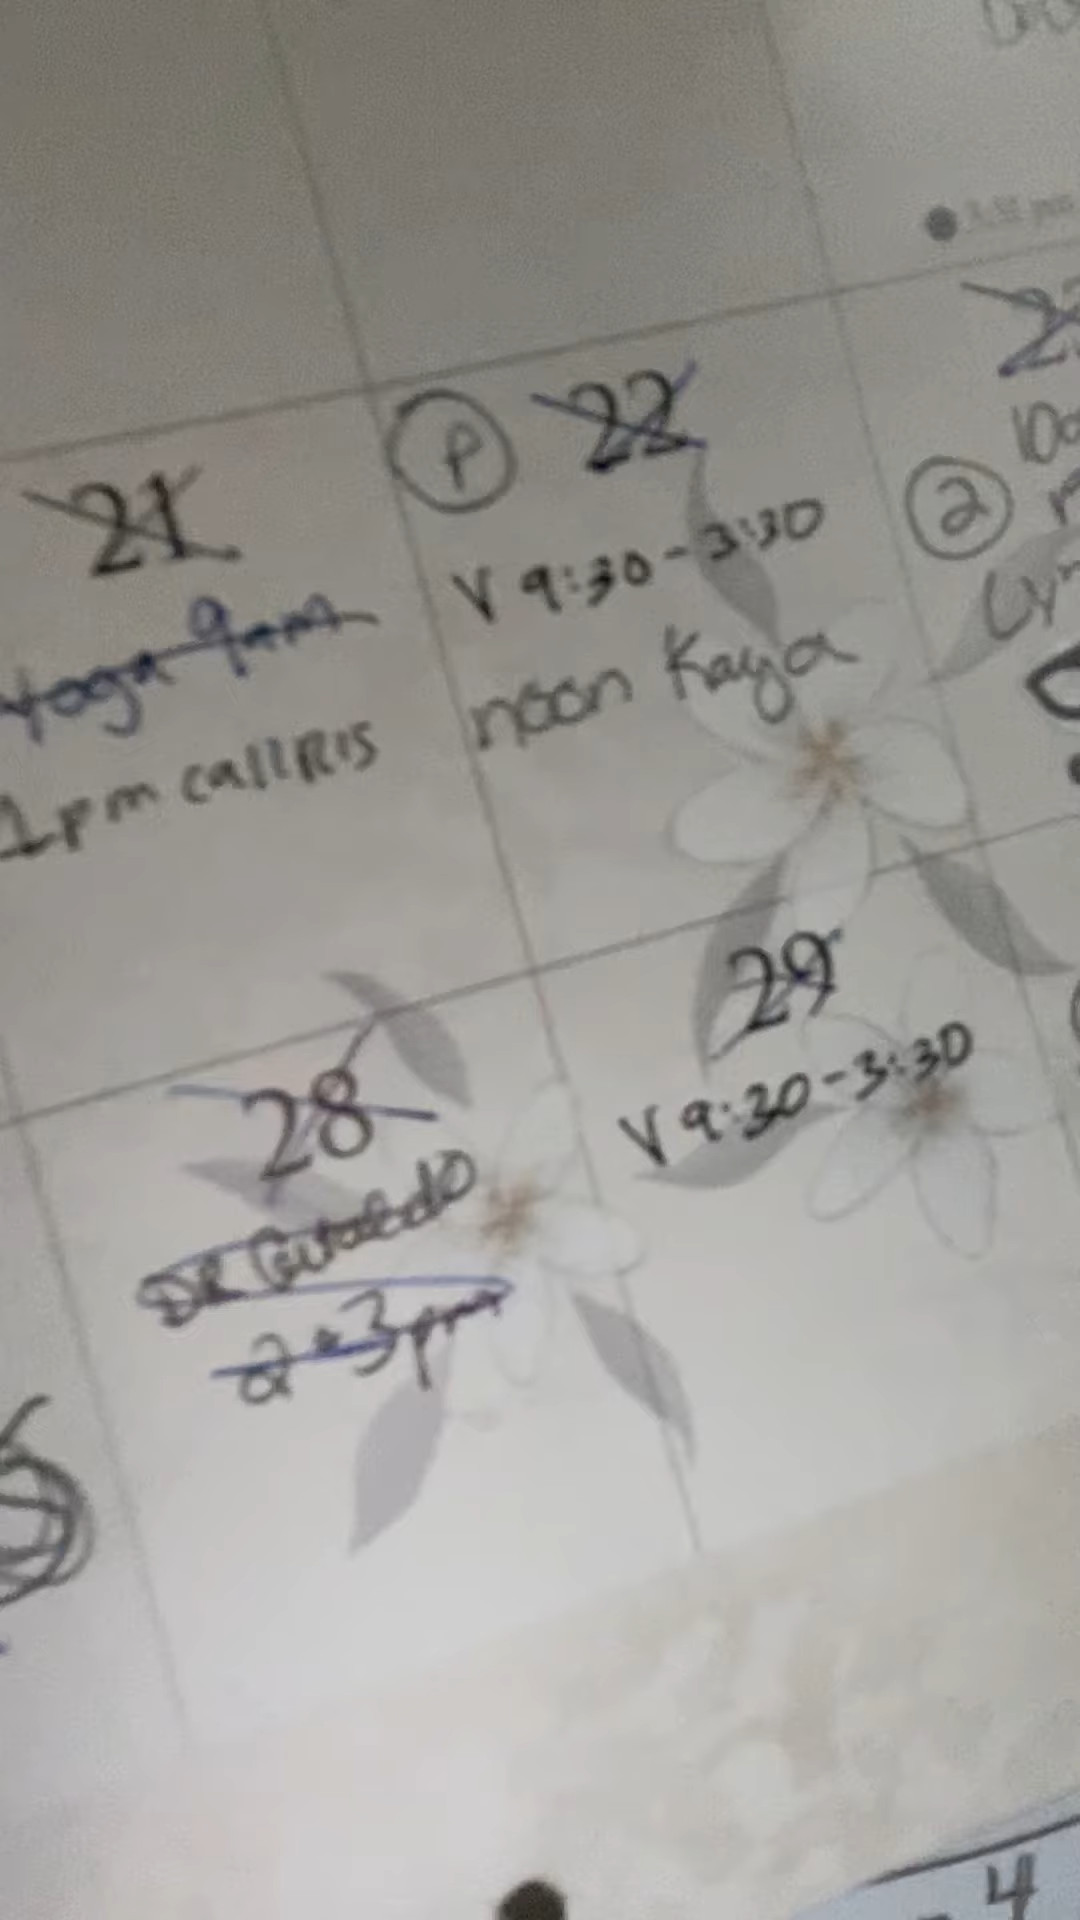 21
yoga 9am
1pm call RIS
P 22
V 9:30-3:30
noon Kaya
2
28
DR
2-3pm
29
V 9:30-3:30
4